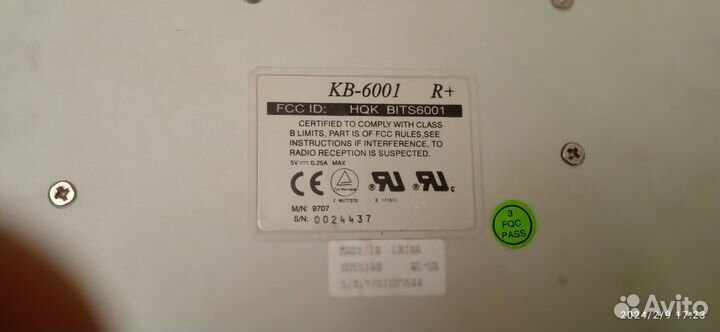 KB-6001 R+
FCC ID: HQK BITS6001
CERTIFIED TO COMPLY WITH CLASS
B LIMITS, PART IS OF FCC RULES,SEE
INSTRUCTIONS IF INTERFERENCE, TO
RADIO RECEPTION IS SUSPECTED.
5V 0.25A MAX
CE
M/N: 9707
S/N: 0024437
3
FQC
PASS
MADE IN CHINA
2024/2/9 17:23
Avito